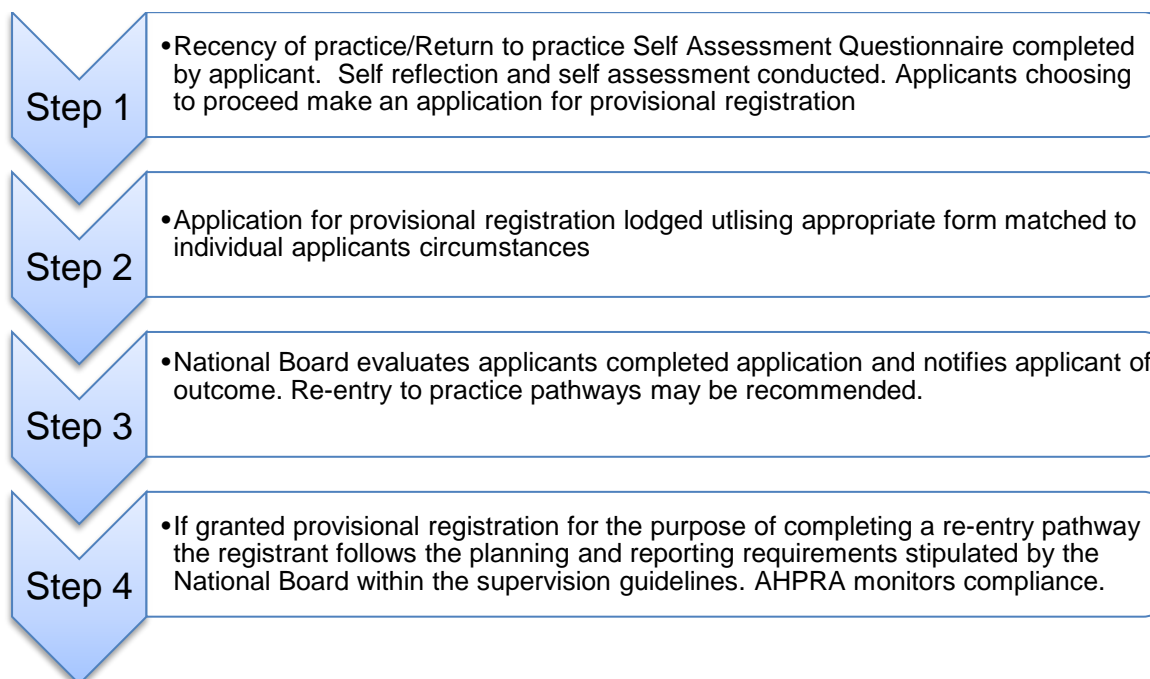 Step 1
•Recency of practice/Return to practice Self Assessment Questionnaire completed
by applicant.  Self reflection and self assessment conducted. Applicants choosing
to proceed make an application for provisional registration
Step 2
•Application for provisional registration lodged utlising appropriate form matched to
individual applicants circumstances
Step 3
•National Board evaluates applicants completed application and notifies applicant of
outcome. Re-entry to practice pathways may be recommended.
Step 4
•If granted provisional registration for the purpose of completing a re-entry pathway
the registrant follows the planning and reporting requirements stipulated by the
National Board within the supervision guidelines. AHPRA monitors compliance.